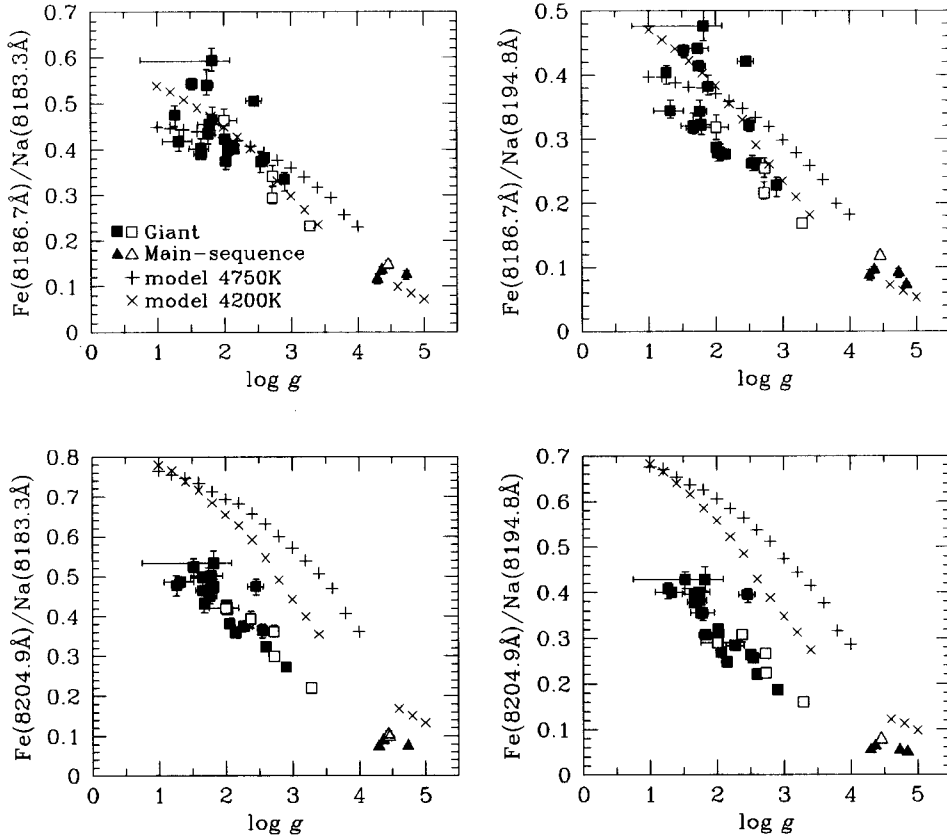 Fe(8186.7Å)/Na(8183.3Å)
0.6
0.5
0.4
0.3
0.2
0.1
0
■ □ Giant
▲ △ Main-sequence
+ model 4750K
× model 4200K
0 1 2 3 4 5
log g
Fe(8186.7Å)/Na(8194.8Å)
0.5
0.4
0.3
0.2
0.1
0
0 1 2 3 4 5
log g
Fe(8204.9Å)/Na(8183.3Å)
0.8
0.7
0.6
0.5
0.4
0.3
0.2
0.1
0
0 1 2 3 4 5
log g
Fe(8204.9Å)/Na(8194.8Å)
0.7
0.6
0.5
0.4
0.3
0.2
0.1
0
0 1 2 3 4 5
log g